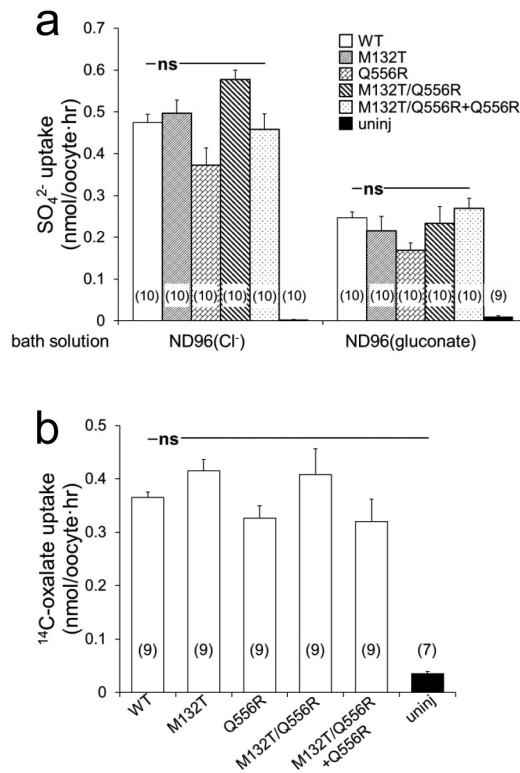 a
ns
WT
M132T
Q556R
M132T/Q556R
M132T/Q556R+Q556R
uninj
SO₄²⁻ uptake
(nmol/oocyte·hr)
0.7
0.6
0.5
0.4
0.3
0.2
0.1
0
ns
(10) (10) (10) (10) (10) (10)
(10) (10) (10) (10) (10) (9)
bath solution ND96(Cl⁻) ND96(gluconate)
b
ns
¹⁴C-oxalate uptake
(nmol/oocyte·hr)
0.5
0.4
0.3
0.2
0.1
0
(9) (9) (9) (9) (9) (7)
WT
M132T
Q556R
M132T/Q556R
M132T/Q556R
+Q556R
uninj